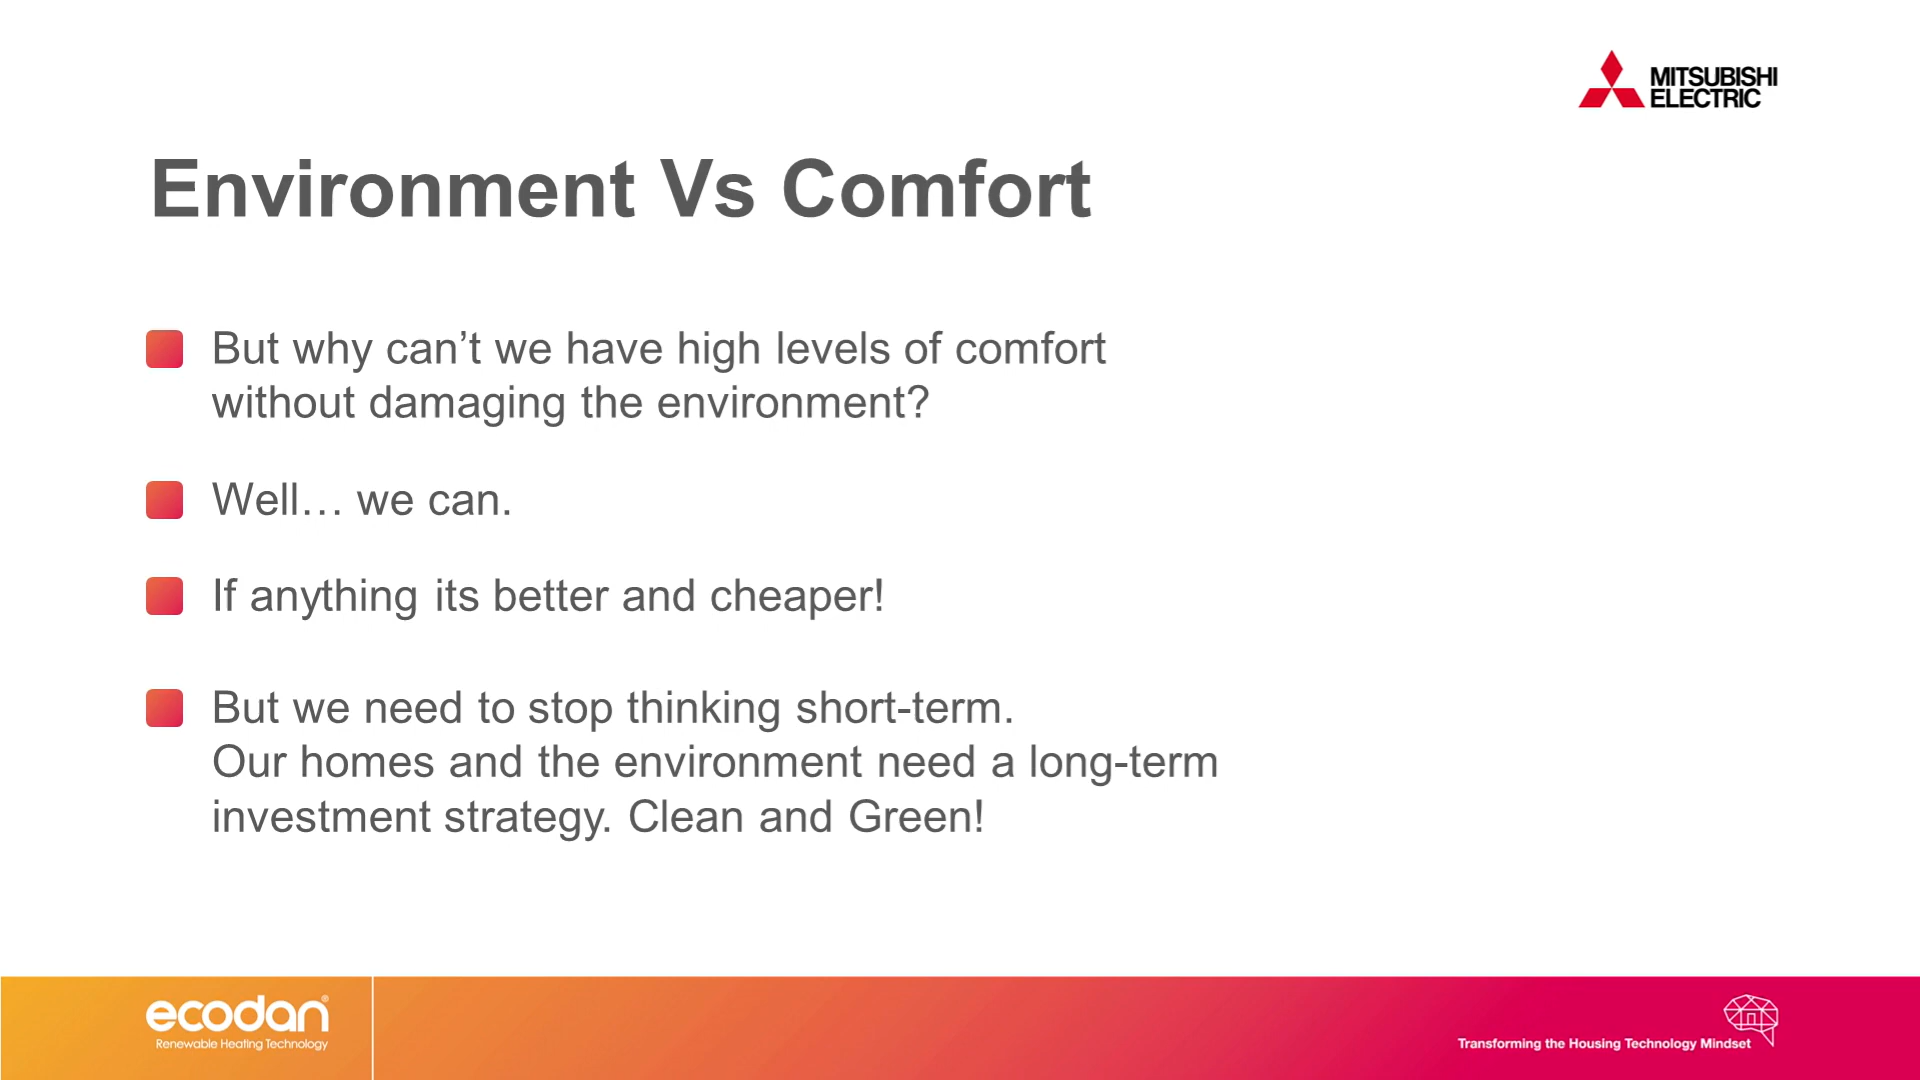 MITSUBISHI
ELECTRIC
Environment Vs Comfort
But why can’t we have high levels of comfort
without damaging the environment?
Well… we can.
If anything its better and cheaper!
But we need to stop thinking short-term.
Our homes and the environment need a long-term
investment strategy. Clean and Green!
ecodan®
Renewable Heating Technology
Transforming the Housing Technology Mindset